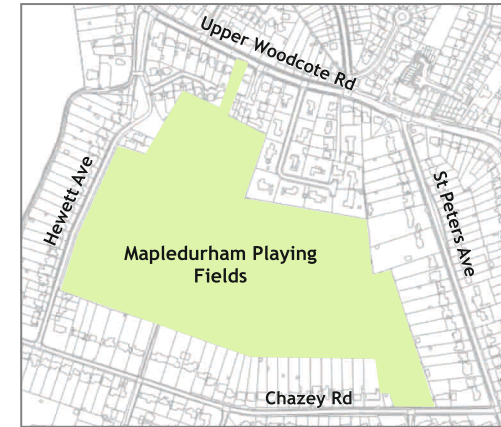 Upper Woodcote Rd
Hewett Ave
St Peters Ave
Mapledurham Playing
Fields
Chazey Rd